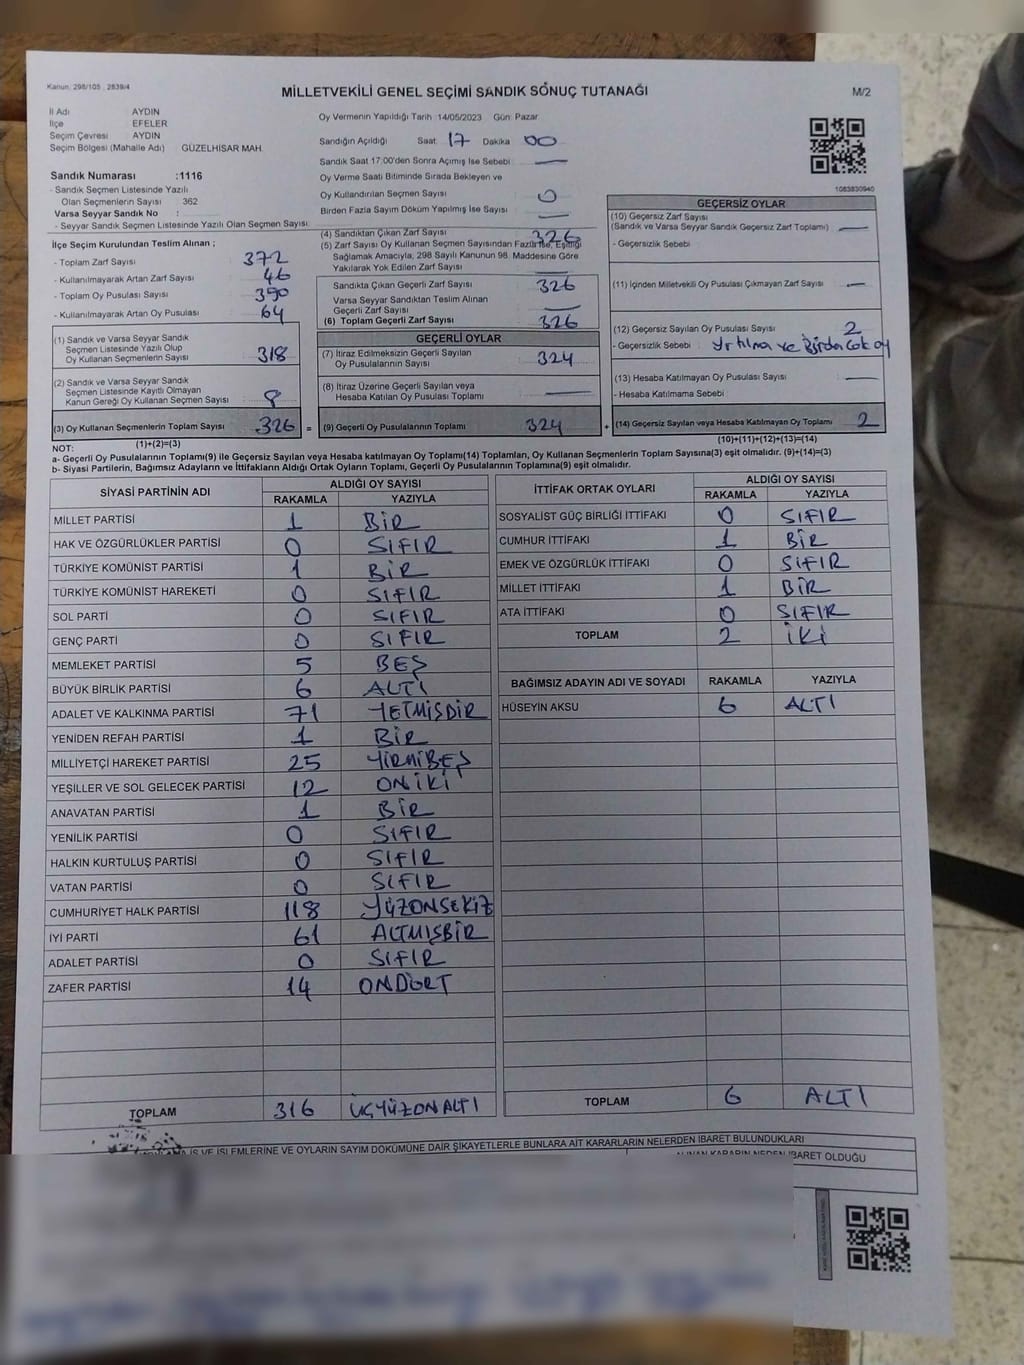 Kanun: 298/105 , 2839/4
MİLLETVEKİLİ GENEL SEÇİMİ SANDIK SONUÇ TUTANAĞI
M/2
İl Adı AYDIN
İlçe EFELER
Seçim Çevresi AYDIN
Seçim Bölgesi (Mahalle Adı) GÜZELHİSAR MAH.
Sandık Numarası :1116
- Sandık Seçmen Listesinde Yazılı
Olan Seçmenlerin Sayısı : 362
Varsa Seyyar Sandık No :
- Seyyar Sandık Seçmen Listesinde Yazılı Olan Seçmen Sayısı:
Oy Vermenin Yapıldığı Tarih :14/05/2023 Gün: Pazar
Sandığın Açıldığı Saat: 17 Dakika 00
Sandık Saat 17:00'den Sonra Açımış İse Sebebi : —
Oy Verme Saati Bitiminde Sırada Bekleyen ve
Oy Kullandırılan Seçmen Sayısı : 0
Birden Fazla Sayım Döküm Yapılmış İse Sayısı : —
1083830940
İlçe Seçim Kurulundan Teslim Alınan ;
- Toplam Zarf Sayısı : 372
- Kullanılmayarak Artan Zarf Sayısı : 46
- Toplam Oy Pusulası Sayısı : 390
- Kullanılmayarak Artan Oy Pusulası : 64
(1) Sandık ve Varsa Seyyar Sandık
Seçmen Listesinde Yazılı Olup
Oy Kullanan Seçmenlerin Sayısı : 318
(2) Sandık ve Varsa Seyyar Sandık
Seçmen Listesinde Kayıtlı Olmayan
Kanun Gereği Oy Kullanan Seçmen Sayısı : 8
(3) Oy Kullanan Seçmenlerin Toplam Sayısı : 326 =
(1)+(2)=(3)
(4) Sandıktan Çıkan Zarf Sayısı : 326
(5) Zarf Sayısı Oy Kullanan Seçmen Sayısından Fazla İse, Eşitliği
Sağlamak Amacıyla, 298 Sayılı Kanunun 98. Maddesine Göre
Yakılarak Yok Edilen Zarf Sayısı : —
Sandıkta Çıkan Geçerli Zarf Sayısı : 326
Varsa Seyyar Sandıktan Teslim Alınan
Geçerli Zarf Sayısı : —
(6) Toplam Geçerli Zarf Sayısı : 326
GEÇERLİ OYLAR
(7) İtiraz Edilmeksizin Geçerli Sayılan
Oy Pusulalarının Sayısı : 324
(8) İtiraz Üzerine Geçerli Sayılan veya
Hesaba Katılan Oy Pusulası Toplamı : —
(9) Geçerli Oy Pusulalarının Toplamı : 324 +
GEÇERSİZ OYLAR
(10) Geçersiz Zarf Sayısı
(Sandık ve Varsa Seyyar Sandık Geçersiz Zarf Toplamı) : —
- Geçersizlik Sebebi :
(11) İçinden Milletvekili Oy Pusulası Çıkmayan Zarf Sayısı : —
(12) Geçersiz Sayılan Oy Pusulası Sayısı : 2
- Geçersizlik Sebebi : Yırtılma ve Birden Çok oy
(13) Hesaba Katılmayan Oy Pusulası Sayısı : —
- Hesaba Katılmama Sebebi :
(14) Geçersiz Sayılan veya Hesaba Katılmayan Oy Toplamı : 2
(10)+(11)+(12)+(13)=(14)
NOT:
a- Geçerli Oy Pusulalarının Toplamı(9) ile Geçersiz Sayılan veya Hesaba katılmayan Oy Toplamı(14) Toplamları, Oy Kullanan Seçmenlerin Toplam Sayısına(3) eşit olmalıdır. (9)+(14)=(3)
b- Siyasi Partilerin, Bağımsız Adayların ve İttifakların Aldığı Ortak Oyların Toplamı, Geçerli Oy Pusulalarının Toplamına(9) eşit olmalıdır.
SİYASİ PARTİNİN ADI ALDIĞI OY SAYISI
RAKAMLA YAZIYLA
MİLLET PARTİSİ 1 BİR
HAK VE ÖZGÜRLÜKLER PARTİSİ 0 SIFIR
TÜRKİYE KOMÜNİST PARTİSİ 1 BİR
TÜRKİYE KOMÜNİST HAREKETİ 0 SIFIR
SOL PARTİ 0 SIFIR
GENÇ PARTİ 0 SIFIR
MEMLEKET PARTİSİ 5 BEŞ
BÜYÜK BİRLİK PARTİSİ 6 ALTI
ADALET VE KALKINMA PARTİSİ 71 YETMİŞBİR
YENİDEN REFAH PARTİSİ 1 BİR
MİLLİYETÇİ HAREKET PARTİSİ 25 YİRMİBEŞ
YEŞİLLER VE SOL GELECEK PARTİSİ 12 ONİKİ
ANAVATAN PARTİSİ 1 BİR
YENİLİK PARTİSİ 0 SIFIR
HALKIN KURTULUŞ PARTİSİ 0 SIFIR
VATAN PARTİSİ 0 SIFIR
CUMHURİYET HALK PARTİSİ 118 YÜZONSEKİZ
İYİ PARTİ 61 ALTMIŞBİR
ADALET PARTİSİ 0 SIFIR
ZAFER PARTİSİ 14 ONDÖRT
TOPLAM 316 ÜÇYÜZONALTI
İTTİFAK ORTAK OYLARI ALDIĞI OY SAYISI
RAKAMLA YAZIYLA
SOSYALİST GÜÇ BİRLİĞİ İTTİFAKI 0 SIFIR
CUMHUR İTTİFAKI 1 BİR
EMEK VE ÖZGÜRLÜK İTTİFAKI 0 SIFIR
MİLLET İTTİFAKI 1 BİR
ATA İTTİFAKI 0 SIFIR
TOPLAM 2 İKİ
BAĞIMSIZ ADAYIN ADI VE SOYADI RAKAMLA YAZIYLA
HÜSEYİN AKSU 6 ALTI
TOPLAM 6 ALTI
İŞ VE İŞLEMLERİNE VE OYLARIN SAYIM DÖKÜMÜNE DAİR ŞİKAYETLERLE BUNLARA AİT KARARLARIN NELERDEN İBARET BULUNDUKLARI
ALINAN KARARIN NEDEN İBARET OLDUĞU